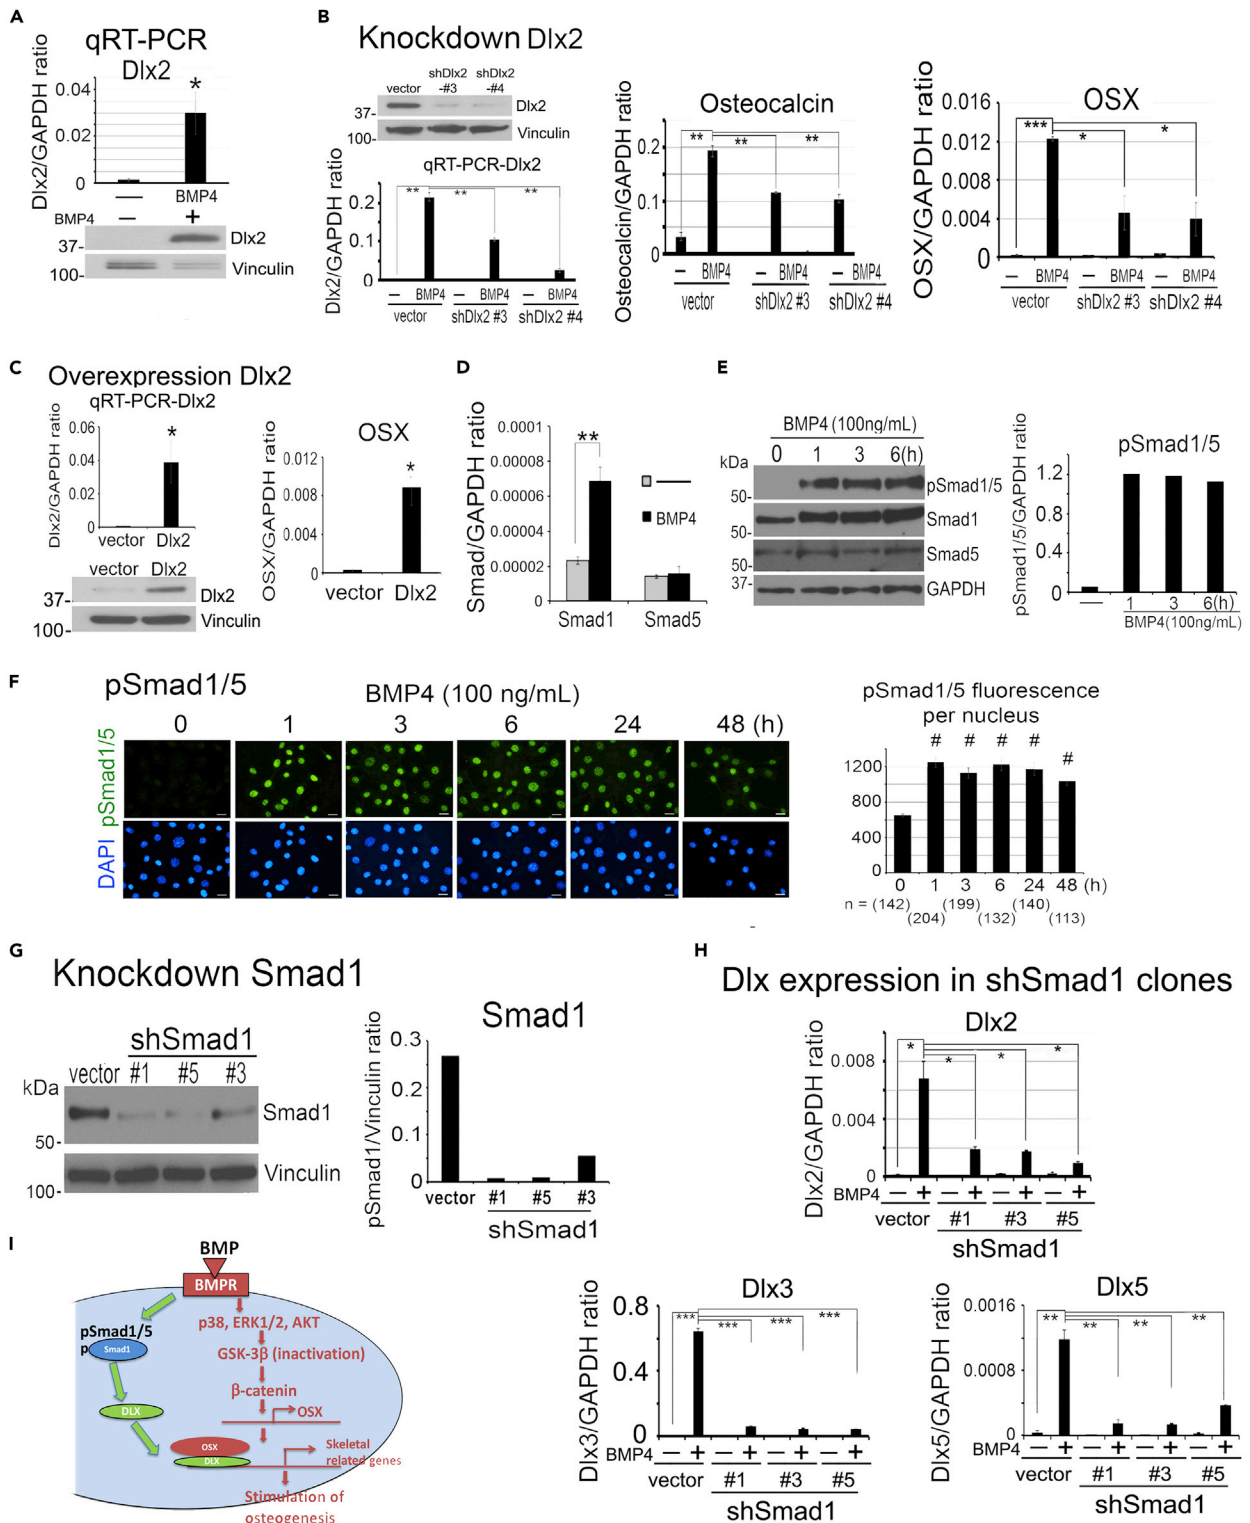 A
qRT-PCR
Dlx2
Dlx2/GAPDH ratio
0.04
0.02
0
*
—
BMP4
BMP4 — +
37-
Dlx2
100-
Vinculin
B
Knockdown Dlx2
vector shDlx2 -#3 shDlx2 -#4
37-
Dlx2
100-
Vinculin
qRT-PCR-Dlx2
Dlx2/GAPDH ratio
0.2
0.1
0
** ** **
— BMP4 — BMP4 — BMP4
vector shDlx2 #3 shDlx2 #4
Osteocalcin
Osteocalcin/GAPDH ratio
0.2
0.1
0
** ** **
— BMP4 — BMP4 — BMP4
vector shDlx2 #3 shDlx2 #4
OSX
OSX/GAPDH ratio
0.016
0.012
0.008
0.004
0
*** * *
— BMP4 — BMP4 — BMP4
vector shDlx2 #3 shDlx2 #4
C
Overexpression Dlx2
qRT-PCR-Dlx2
Dlx2/GAPDH ratio
0.06
0.04
0.02
0
*
vector Dlx2
vector Dlx2
37-
Dlx2
100-
Vinculin
OSX
OSX/GAPDH ratio
0.012
0.008
0.004
0
*
vector Dlx2
D
Smad/GAPDH ratio
0.0001
0.00008
0.00006
0.00004
0.00002
0
**
—
BMP4
Smad1 Smad5
E
BMP4 (100ng/mL)
0 1 3 6(h)
kDa
50-
pSmad1/5
50-
Smad1
50-
Smad5
37-
GAPDH
pSmad1/5
pSmad1/5/GAPDH ratio
1.2
0.8
0.4
0
— 1 3 6(h)
BMP4(100ng/mL)
F
pSmad1/5
BMP4 (100 ng/mL)
0 1 3 6 24 48 (h)
pSmad1/5
DAPI
pSmad1/5 fluorescence
per nucleus
1200
800
400
0
# # # # #
0 1 3 6 24 48 (h)
n = (142) (204) (199) (132) (140) (113)
G
Knockdown Smad1
shSmad1
vector #1 #5 #3
kDa
Smad1
50-
Vinculin
100-
Smad1
pSmad1/Vinculin ratio
0.3
0.2
0.1
0
vector #1 #5 #3
shSmad1
H
Dlx expression in shSmad1 clones
Dlx2
Dlx2/GAPDH ratio
0.008
0.004
0
* * * *
BMP4 — + — + — + — +
vector #1 #3 #5
shSmad1
Dlx3
Dlx3/GAPDH ratio
0.8
0.4
0
*** *** *** ***
BMP4 — + — + — + — +
vector #1 #3 #5
shSmad1
Dlx5
Dlx5/GAPDH ratio
0.0016
0.0008
0
** ** ** **
BMP4 — + — + — + — +
vector #1 #3 #5
shSmad1
I
BMP
BMPR
pSmad1/5
p
Smad1
DLX
p38, ERK1/2, AKT
GSK-3β (inactivation)
β-catenin
OSX
OSX
DLX
Skeletal
related genes
Stimulation of
osteogenesis